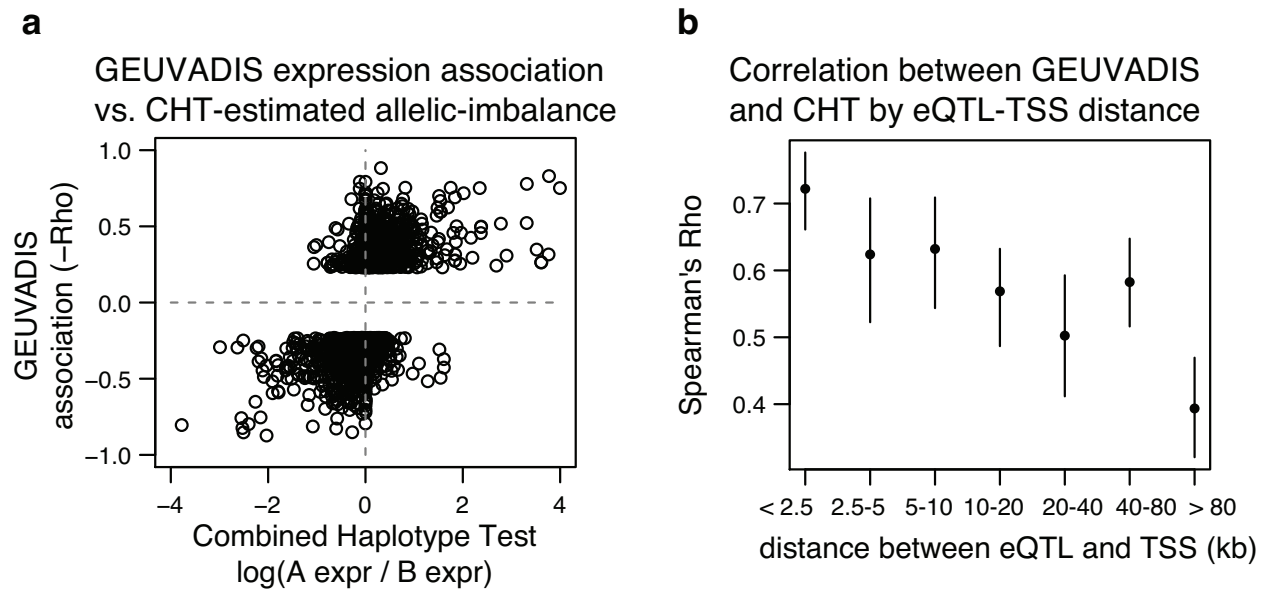 a
GEUVADIS expression association
vs. CHT-estimated allelic-imbalance
GEUVADIS
association (−Rho)
1.0
0.5
0.0
−0.5
−1.0
−4
−2
0
2
4
Combined Haplotype Test
log(A expr / B expr)
b
Correlation between GEUVADIS
and CHT by eQTL-TSS distance
Spearman's Rho
0.7
0.6
0.5
0.4
< 2.5
2.5-5
5-10
10-20
20-40
40-80
> 80
distance between eQTL and TSS (kb)